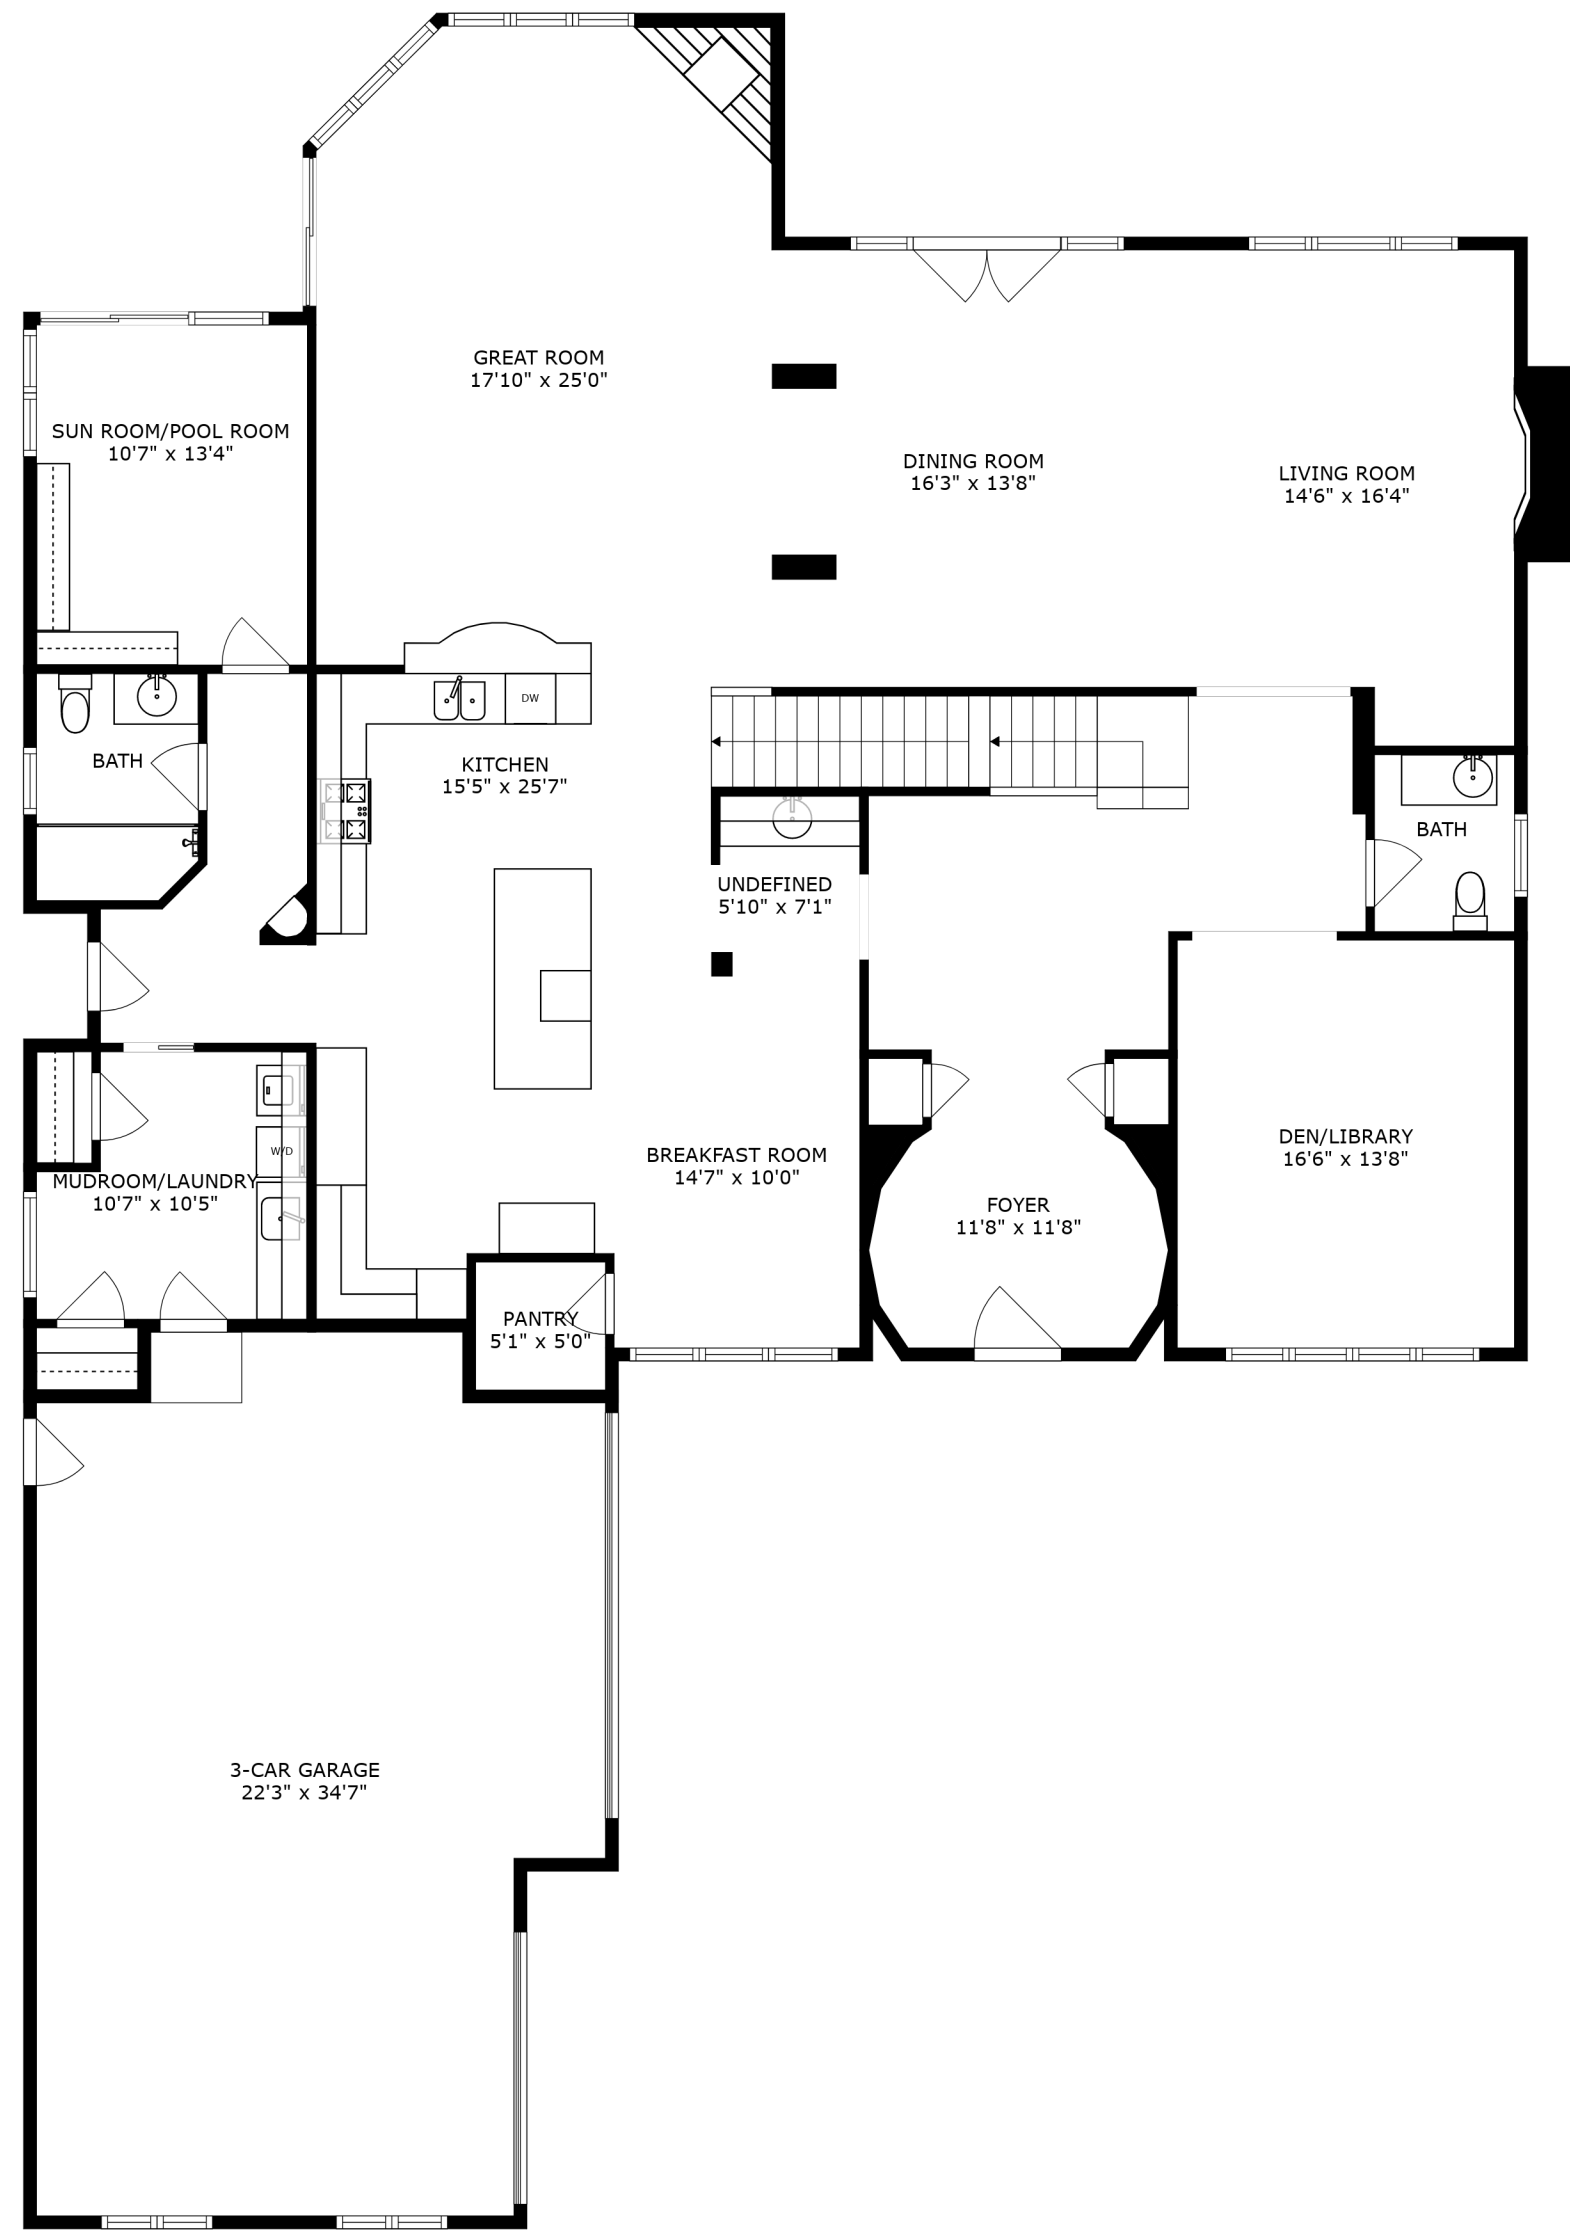 GREAT ROOM
17'10" x 25'0"
SUN ROOM/POOL ROOM
10'7" x 13'4"
DINING ROOM
16'3" x 13'8"
LIVING ROOM
14'6" x 16'4"
DW
BATH
KITCHEN
15'5" x 25'7"
BATH
UNDEFINED
5'10" x 7'1"
DEN/LIBRARY
16'6" x 13'8"
W/D
BREAKFAST ROOM
14'7" x 10'0"
MUDROOM/LAUNDRY
10'7" x 10'5"
FOYER
11'8" x 11'8"
PANTRY
5'1" x 5'0"
3-CAR GARAGE
22'3" x 34'7"